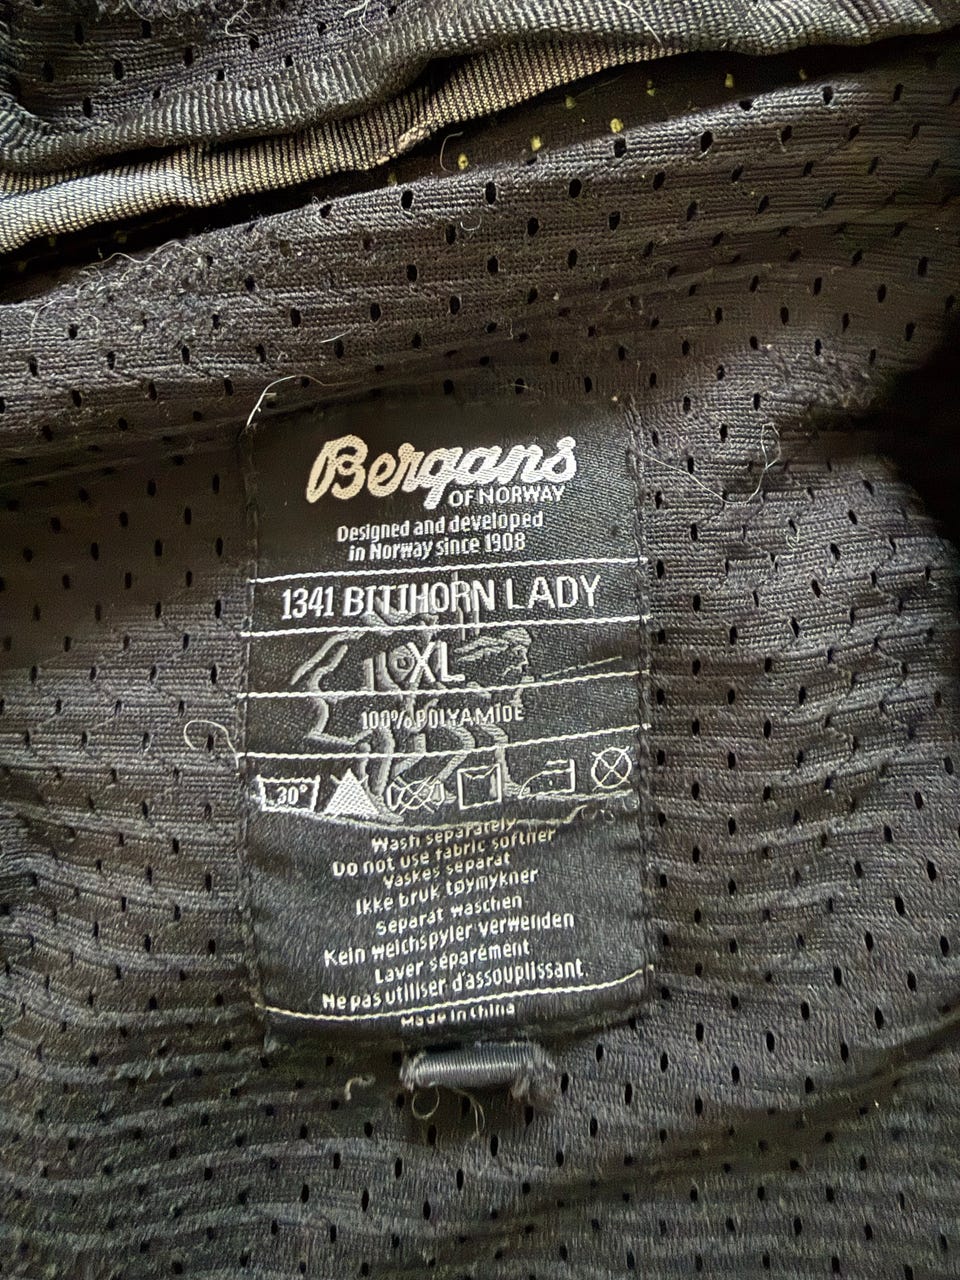 Bergans
OF NORWAY
Designed and developed
in Norway since 1908
1341 BITIHORN LADY
XL
100% POLYAMIDE
30°
Wash separately
Do not use fabric softner
Vaskes separat
Ikke bruk tøymykner
Separat waschen
Kein weichspyler verwenden
Laver séparément
Ne pas utiliser d'assouplissant.
Made in China